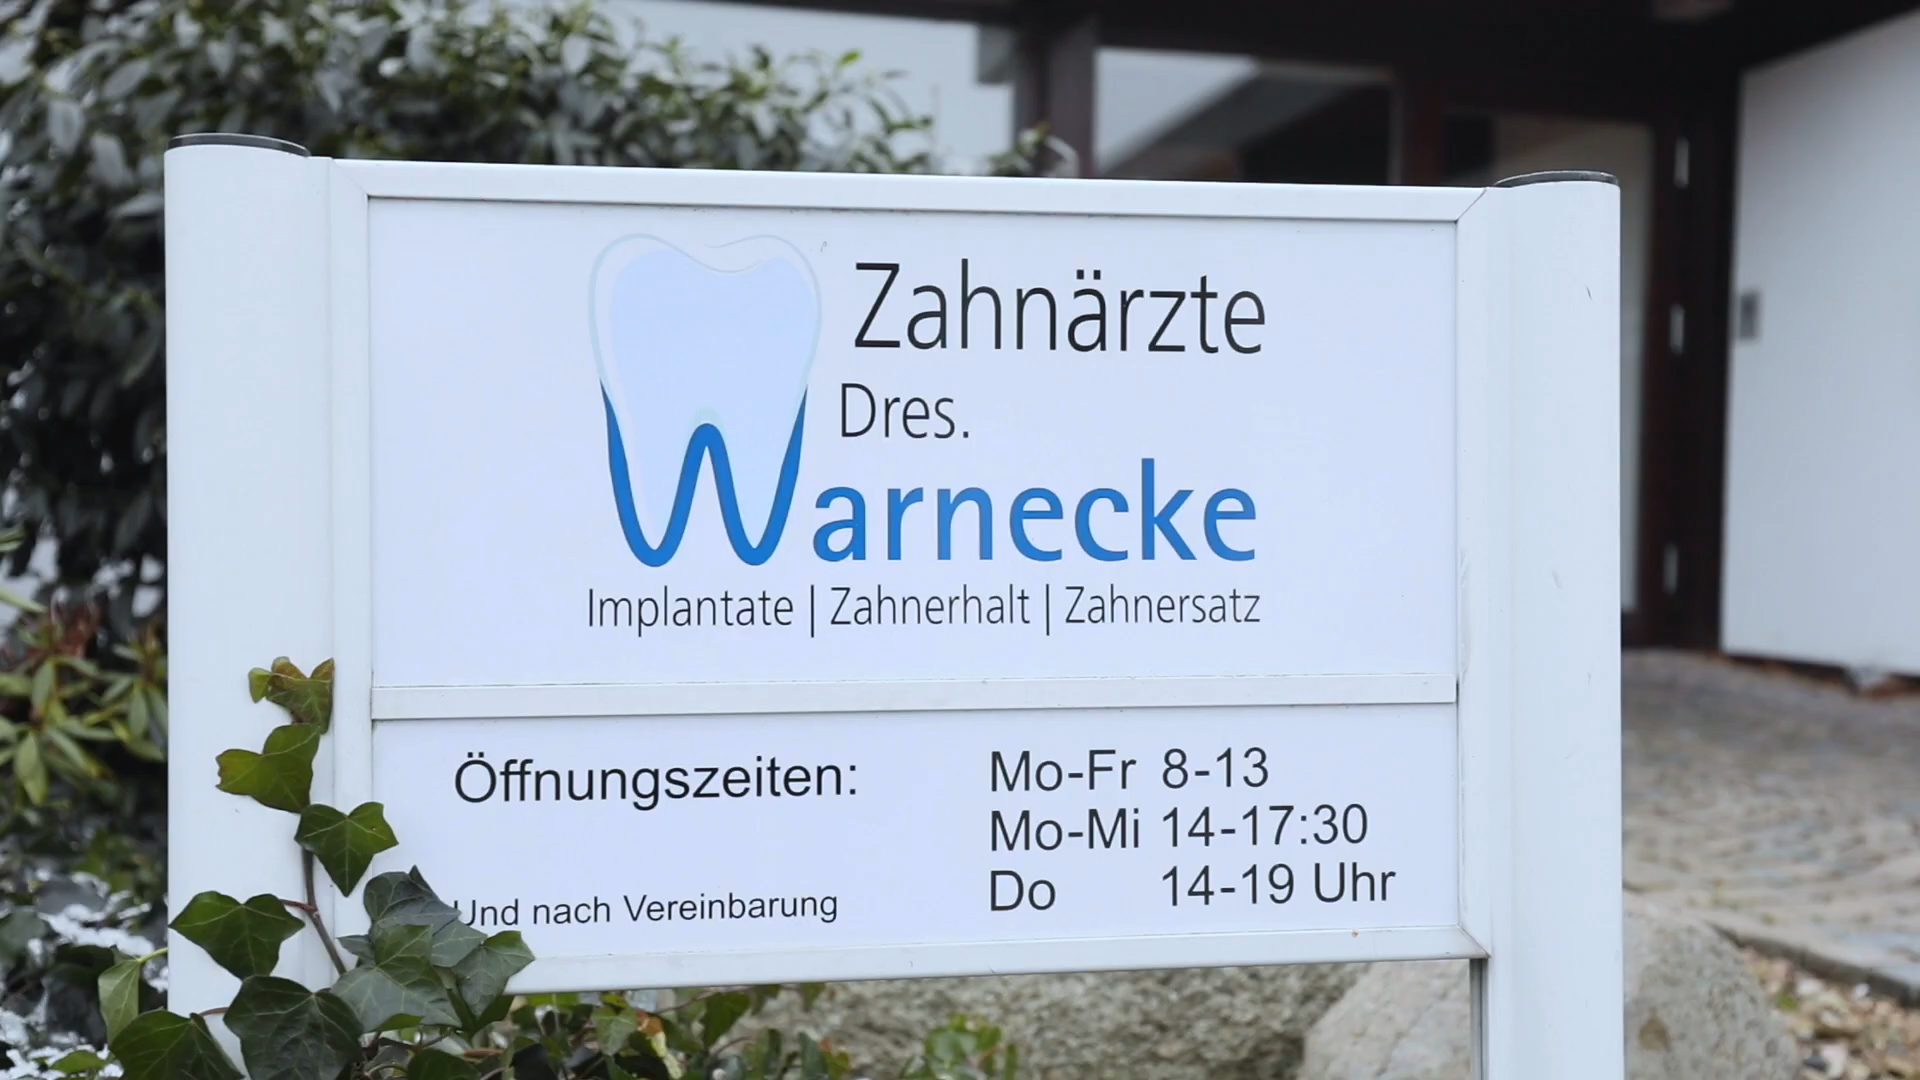 Zahnärzte
Dres.
Warnecke
Implantate | Zahnerhalt | Zahnersatz
Öffnungszeiten:
Mo-Fr 8-13
Mo-Mi 14-17:30
Do 14-19 Uhr
Und nach Vereinbarung